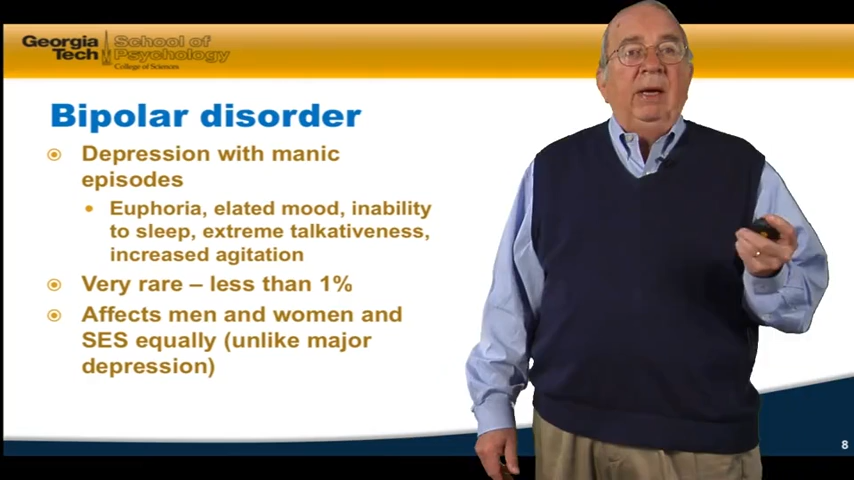 Georgia Tech
School of Psychology
College of Sciences
Bipolar disorder
Depression with manic
episodes
Euphoria, elated mood, inability
to sleep, extreme talkativeness,
increased agitation
Very rare – less than 1%
Affects men and women and
SES equally (unlike major
depression)
8